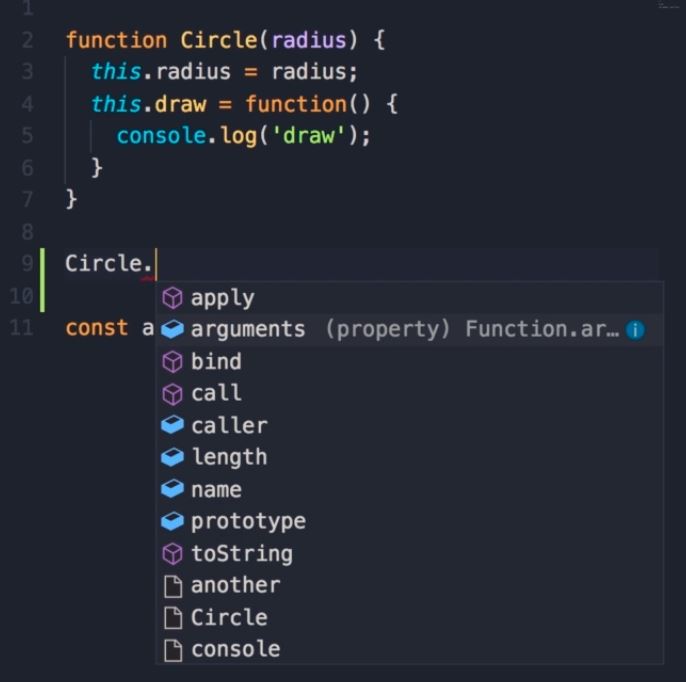 1
2 function Circle(radius) {
3 this.radius = radius;
4 this.draw = function() {
5 console.log('draw');
6 }
7 }
8
9 Circle.
10
apply
11 const a
arguments (property) Function.ar… i
bind
call
caller
length
name
prototype
toString
another
Circle
console